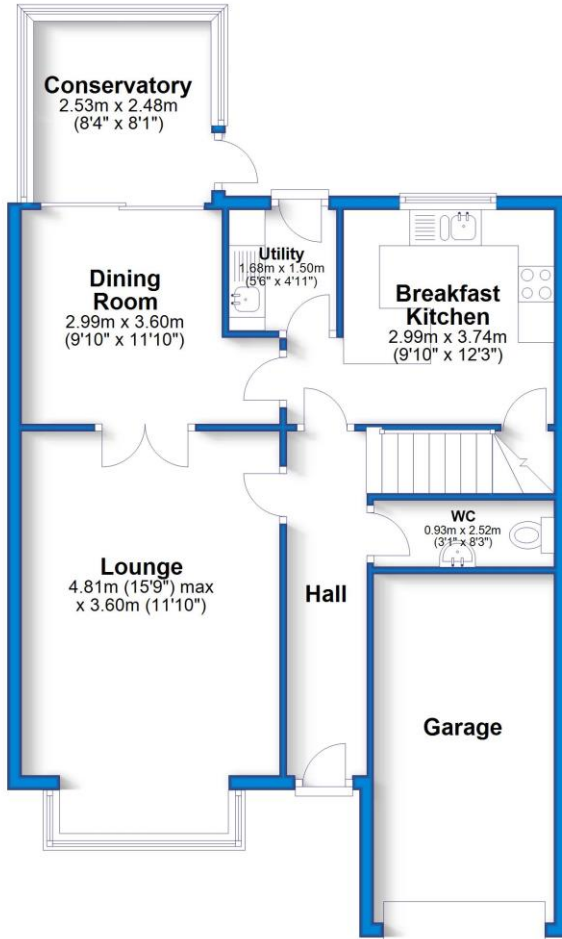 Conservatory
2.53m x 2.48m
(8'4" x 8'1")
Utility
1.68m x 1.50m
(5'6" x 4'11")
Dining
Room
2.99m x 3.60m
(9'10" x 11'10")
Breakfast
Kitchen
2.99m x 3.74m
(9'10" x 12'3")
WC
0.93m x 2.52m
(3'1" x 8'3")
Lounge
4.81m (15'9") max
x 3.60m (11'10")
Hall
Garage